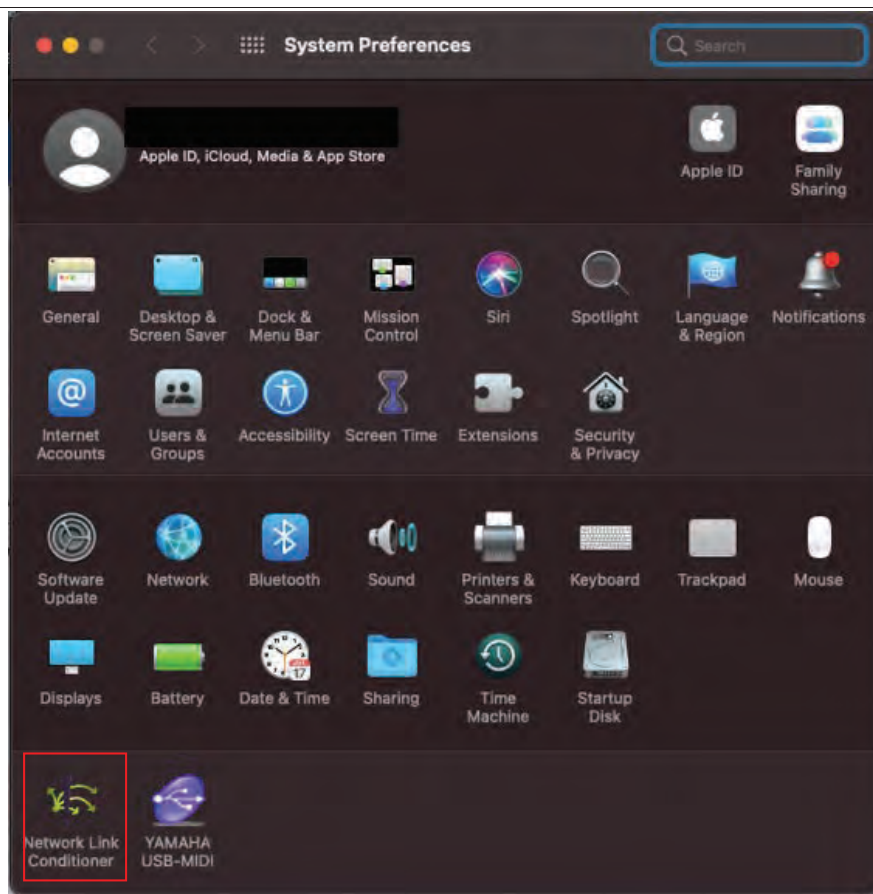 System Preferences
Search
Apple ID, iCloud, Media & App Store
Apple ID
Family
Sharing
General
Desktop &
Screen Saver
Dock &
Menu Bar
Mission
Control
Siri
Spotlight
Language
& Region
Notifications
@
Internet
Accounts
Users &
Groups
Accessibility
Screen Time
Extensions
Security
& Privacy
Software
Update
Network
Bluetooth
Sound
Printers &
Scanners
Keyboard
Trackpad
Mouse
Displays
Battery
17
Date & Time
Sharing
Time
Machine
Startup
Disk
Network Link
Conditioner
YAMAHA
USB-MIDI